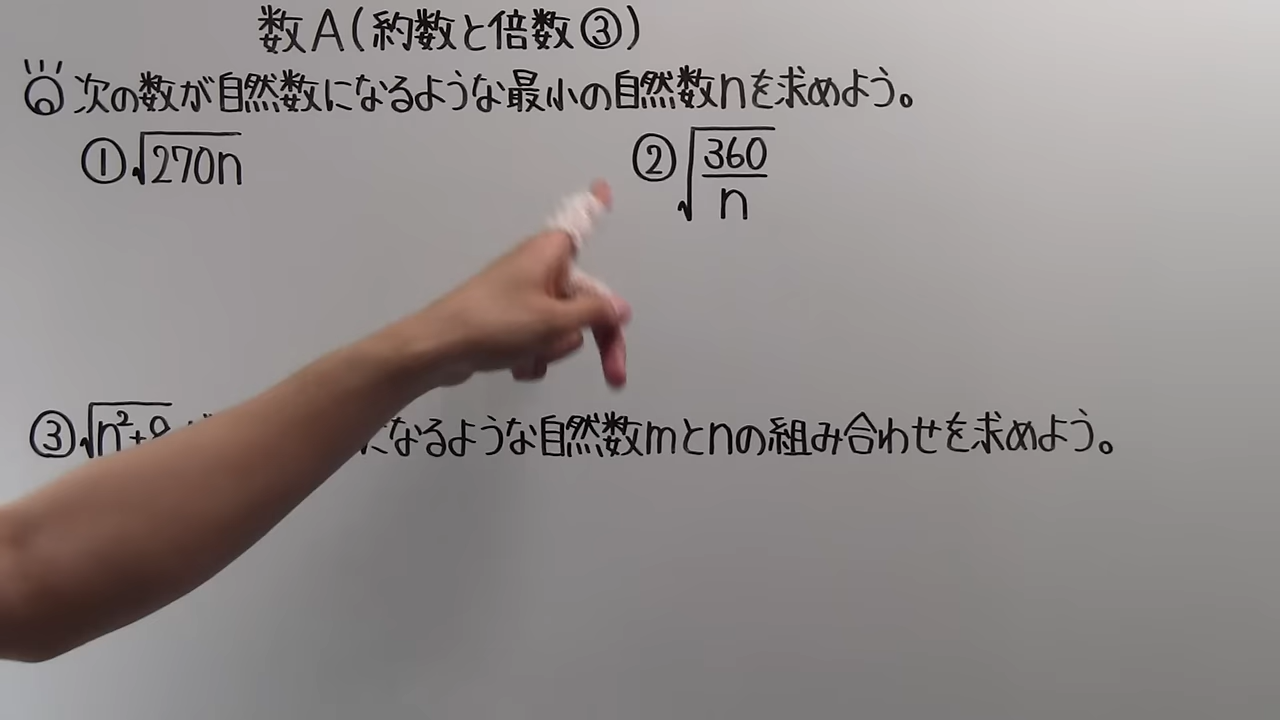 数A(約数と倍数③)
次の数が自然数になるような最小の自然数nを求めよう。
①√270n ②√360/n
③√n²+ になるような自然数mとnの組み合わせを求めよう。